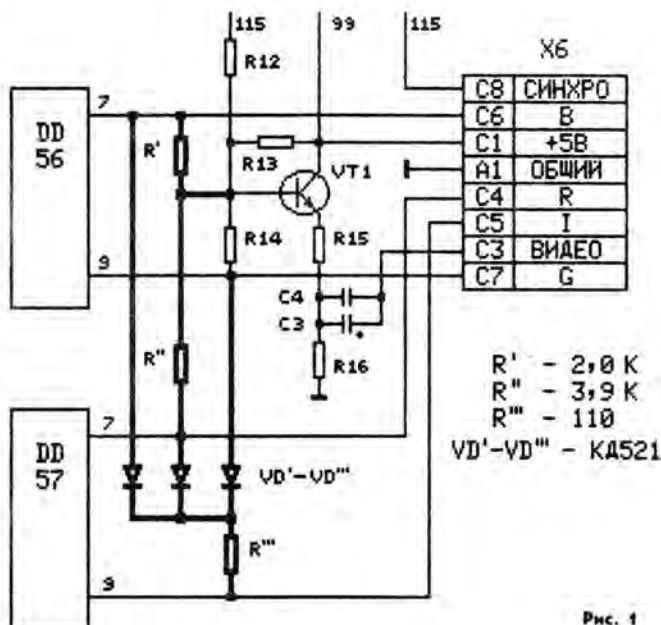 115
99
115
X6
R12
C8 СИНХРО
C6 B
C1 +5В
A1 ОБЩИЙ
C4 R
C5 I
C3 ВИДЕО
C7 G
7
DD
56
R'
R13
VT1
R14
R15
9
C4
C3
R"
R16
R' - 2,0 К
R" - 3,9 К
R'" - 110
VD'-VD'" - КД521
7
DD
57
VD'-VD'"
R'"
9
Рис. 1